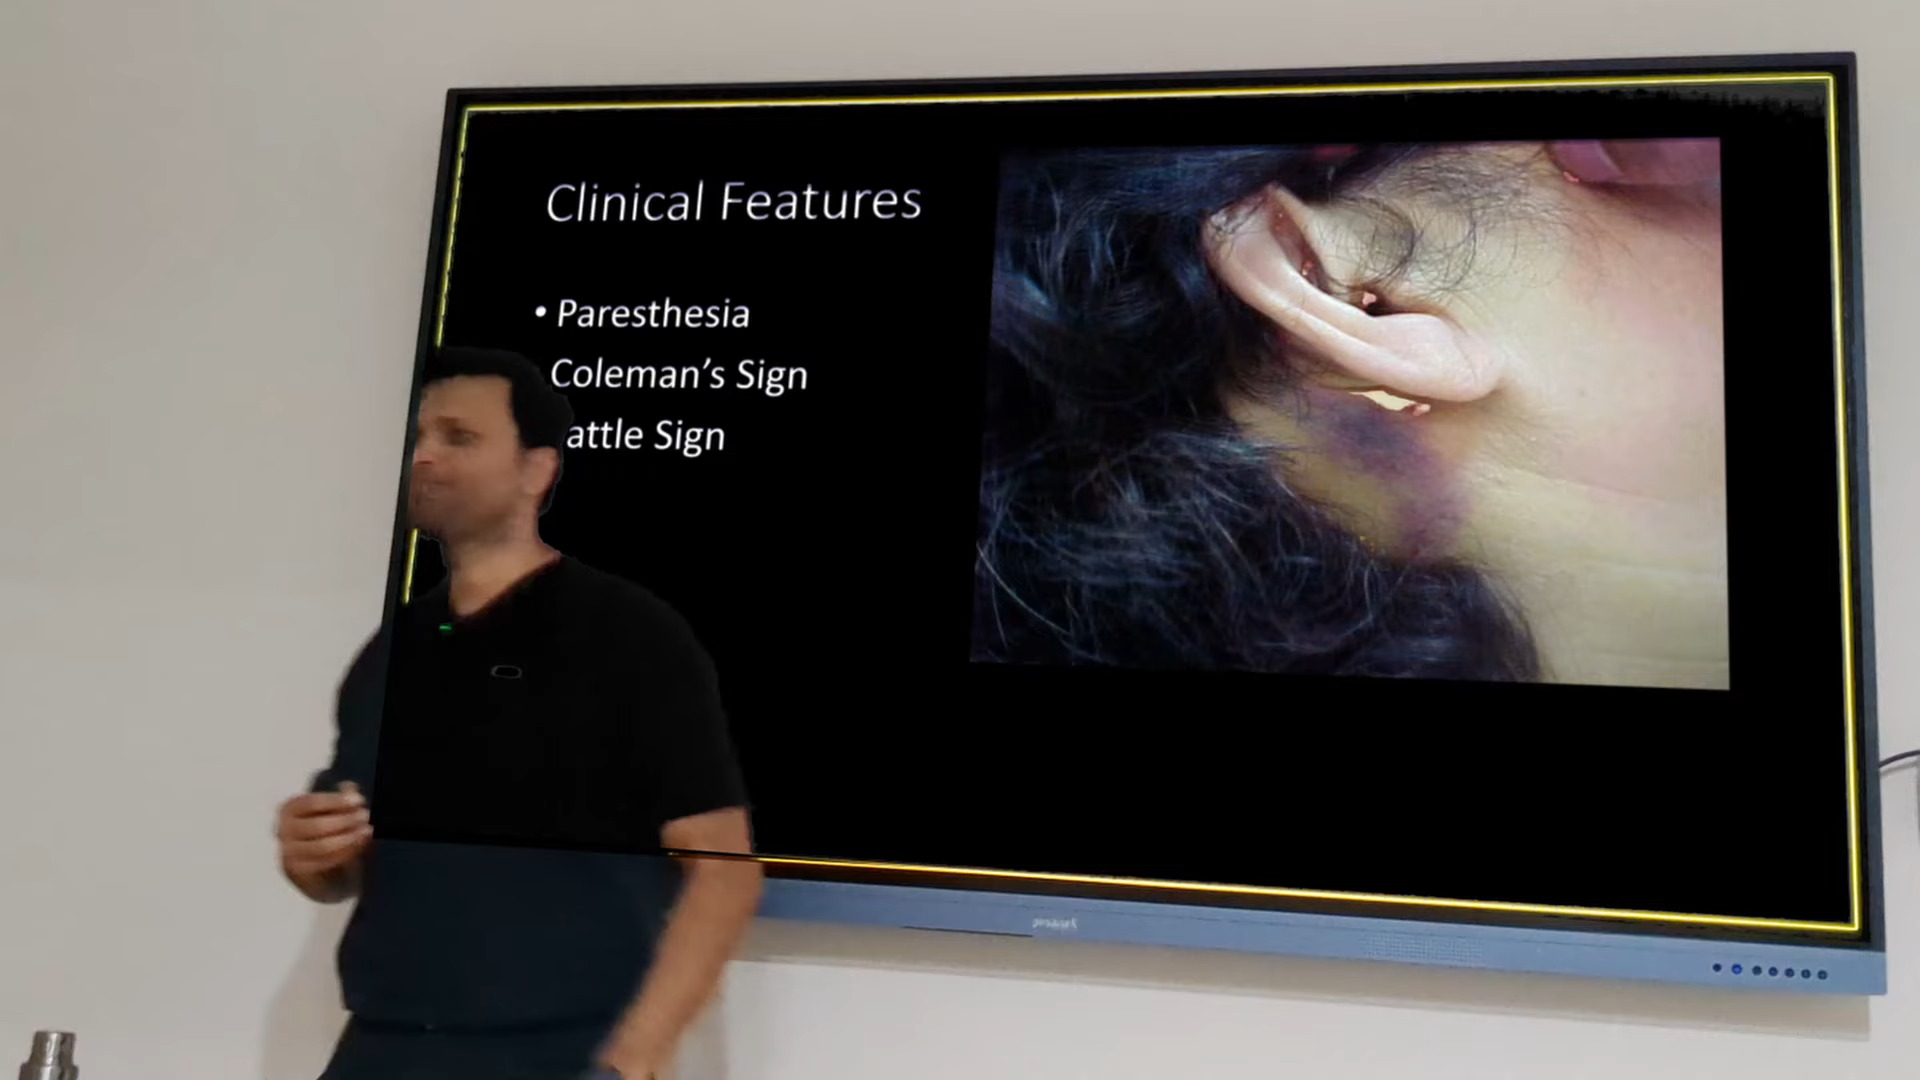 Clinical Features
• Paresthesia
Coleman's Sign
attle Sign